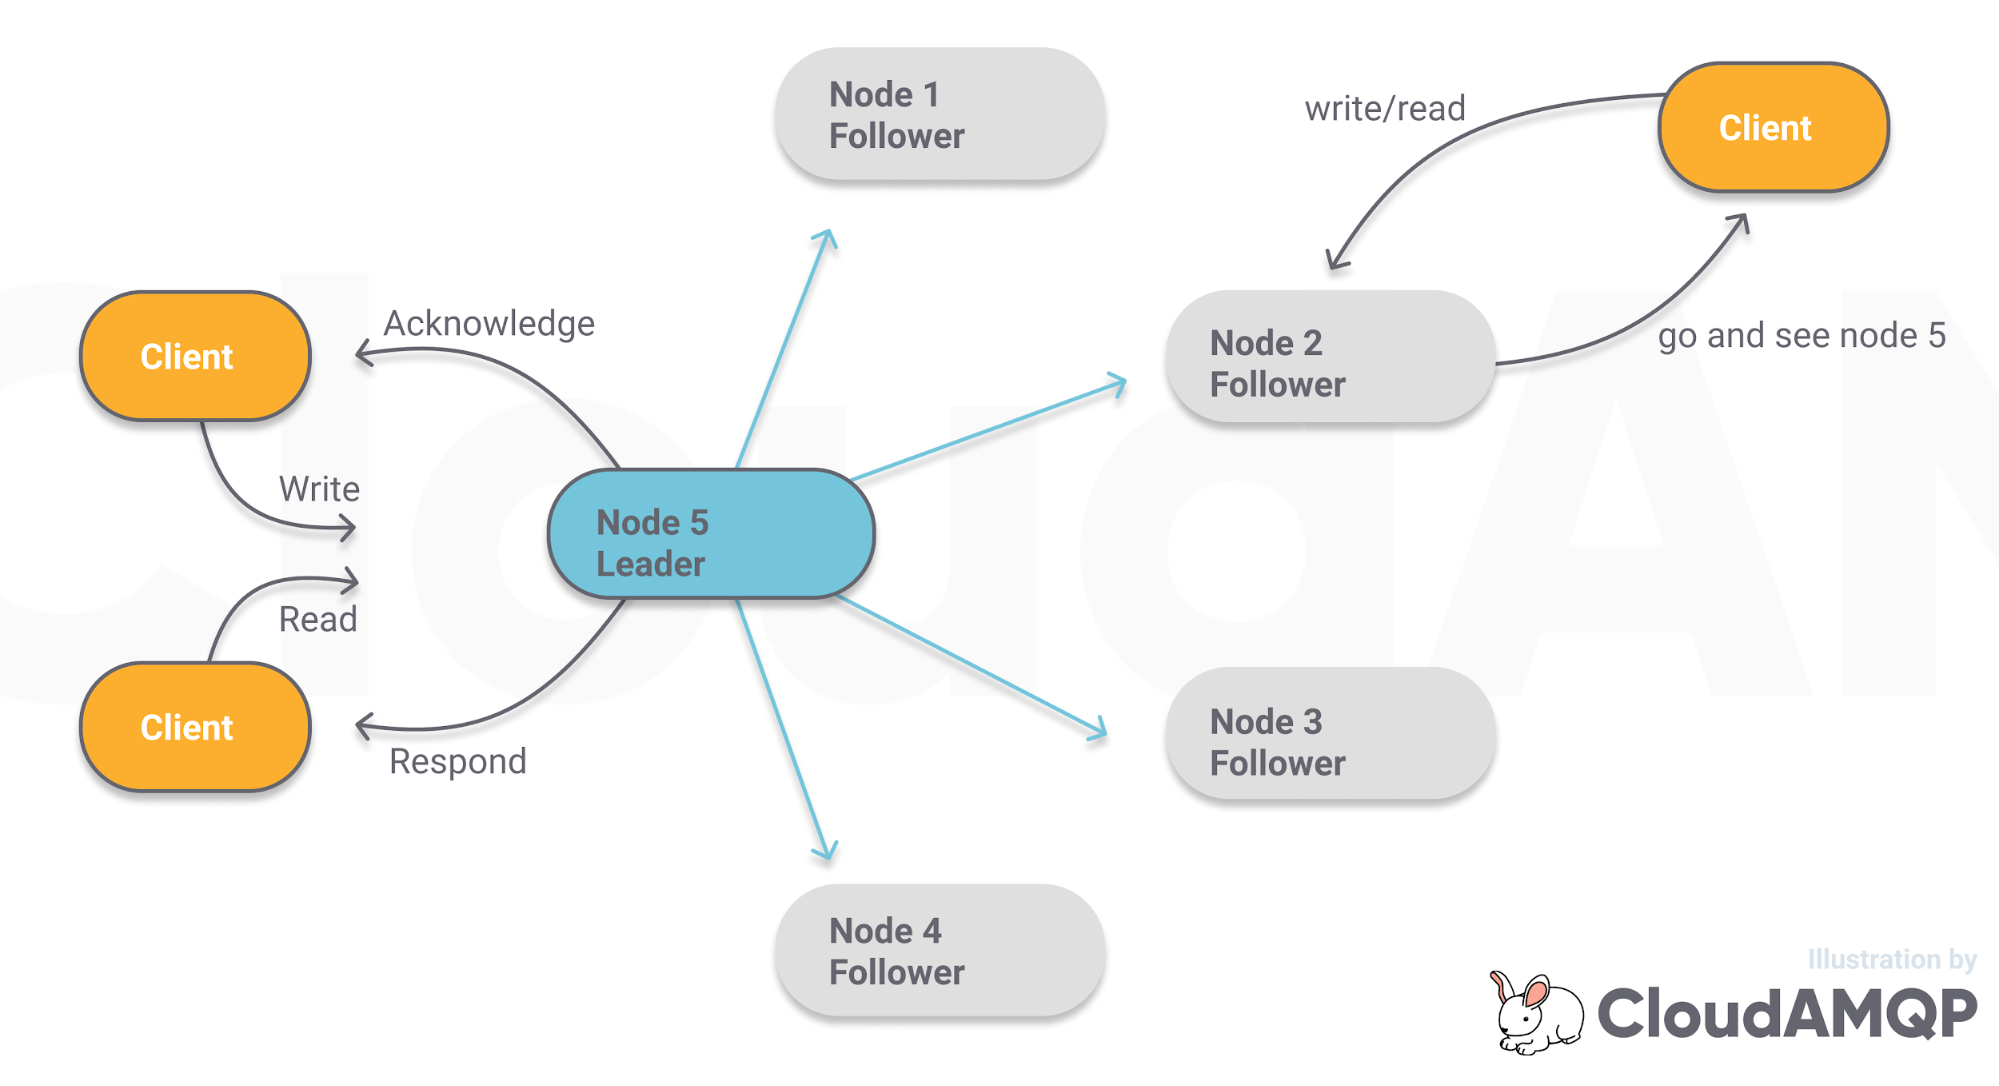 Node 1
Follower
write/read
Client
Client
Acknowledge
Node 2
Follower
go and see node 5
Write
Node 5
Leader
Read
Client
Respond
Node 3
Follower
Node 4
Follower
Illustration by
CloudAMQP
CloudAM